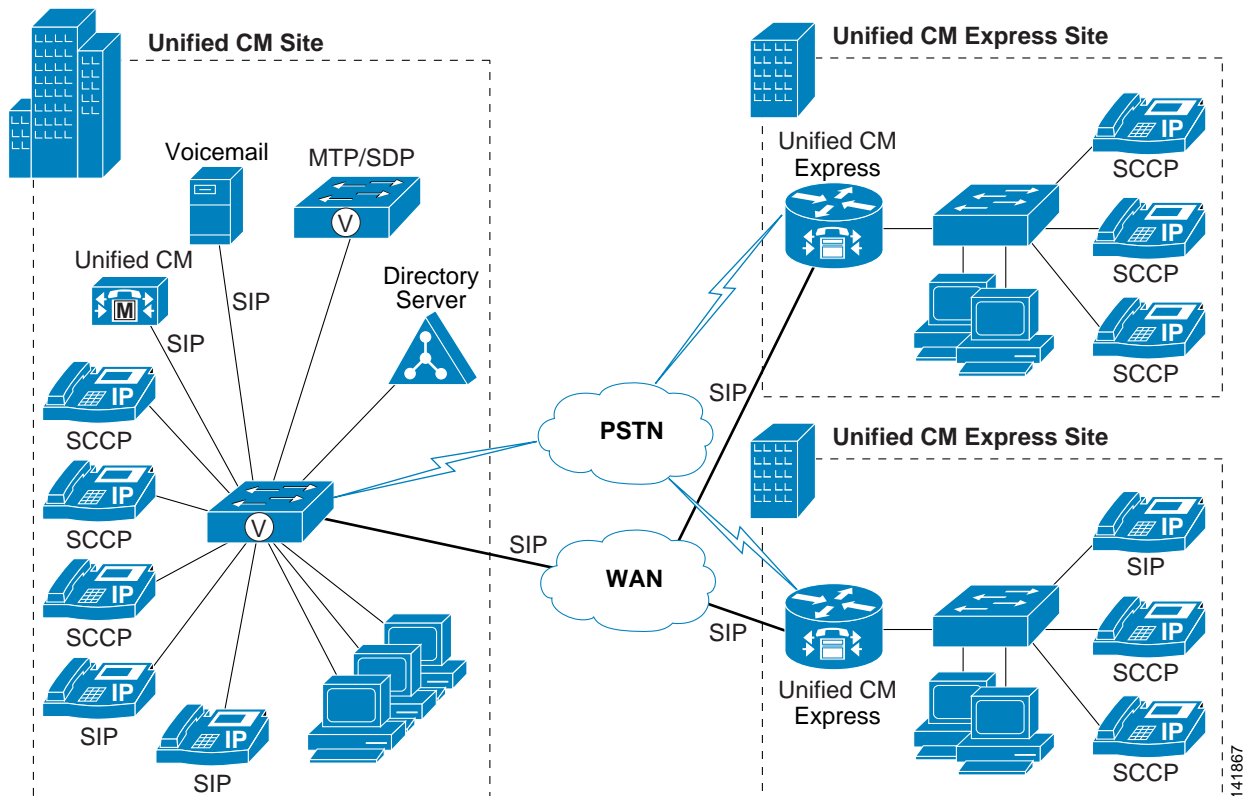 Unified CM Site
Voicemail
MTP/SDP
Unified CM
M
V
SIP
SIP
Directory
Server
IP
SCCP
IP
SCCP
IP
SCCP
IP
SIP
IP
SIP
V
PSTN
SIP
WAN
SIP
SIP
Unified CM Express Site
Unified CM
Express
IP
SCCP
IP
SCCP
IP
SCCP
Unified CM Express Site
Unified CM
Express
IP
SIP
IP
SCCP
IP
SCCP
141867